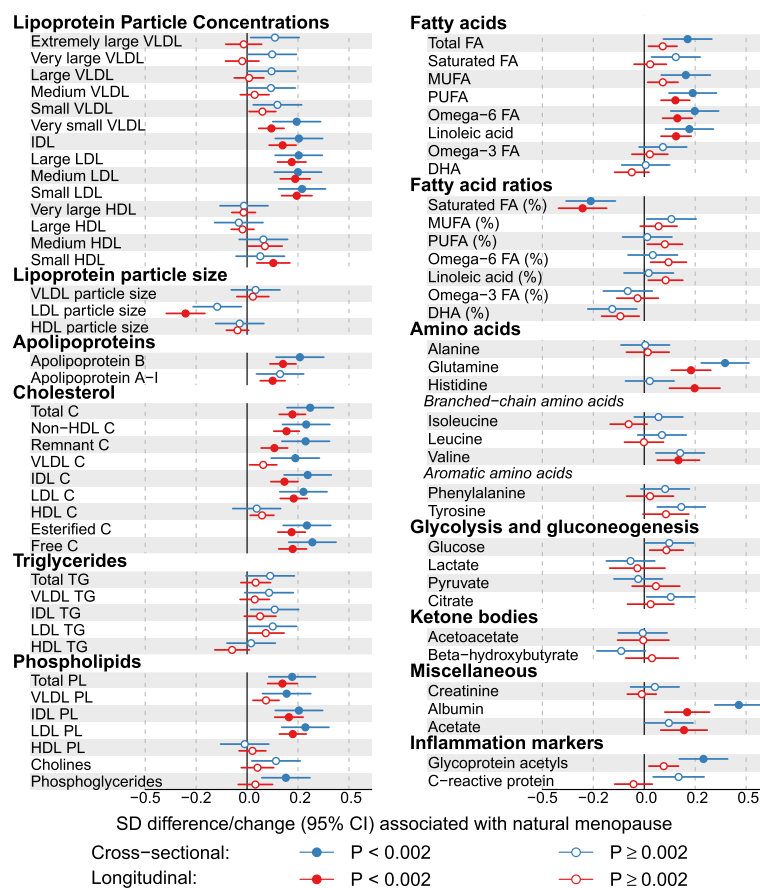 Lipoprotein Particle Concentrations
Extremely large VLDL
Very large VLDL
Large VLDL
Medium VLDL
Small VLDL
Very small VLDL
IDL
Large LDL
Medium LDL
Small LDL
Very large HDL
Large HDL
Medium HDL
Small HDL
Lipoprotein particle size
VLDL particle size
LDL particle size
HDL particle size
Apolipoproteins
Apolipoprotein B
Apolipoprotein A−I
Cholesterol
Total C
Non−HDL C
Remnant C
VLDL C
IDL C
LDL C
HDL C
Esterified C
Free C
Triglycerides
Total TG
VLDL TG
IDL TG
LDL TG
HDL TG
Phospholipids
Total PL
VLDL PL
IDL PL
LDL PL
HDL PL
Cholines
Phosphoglycerides
−0.5 −0.2 0.0 0.2 0.5
Fatty acids
Total FA
Saturated FA
MUFA
PUFA
Omega−6 FA
Linoleic acid
Omega−3 FA
DHA
Fatty acid ratios
Saturated FA (%)
MUFA (%)
PUFA (%)
Omega−6 FA (%)
Linoleic acid (%)
Omega−3 FA (%)
DHA (%)
Amino acids
Alanine
Glutamine
Histidine
Branched−chain amino acids
Isoleucine
Leucine
Valine
Aromatic amino acids
Phenylalanine
Tyrosine
Glycolysis and gluconeogenesis
Glucose
Lactate
Pyruvate
Citrate
Ketone bodies
Acetoacetate
Beta−hydroxybutyrate
Miscellaneous
Creatinine
Albumin
Acetate
Inflammation markers
Glycoprotein acetyls
C−reactive protein
−0.5 −0.2 0.0 0.2 0.5
SD difference/change (95% CI) associated with natural menopause
Cross−sectional: P < 0.002 P ≥ 0.002
Longitudinal: P < 0.002 P ≥ 0.002